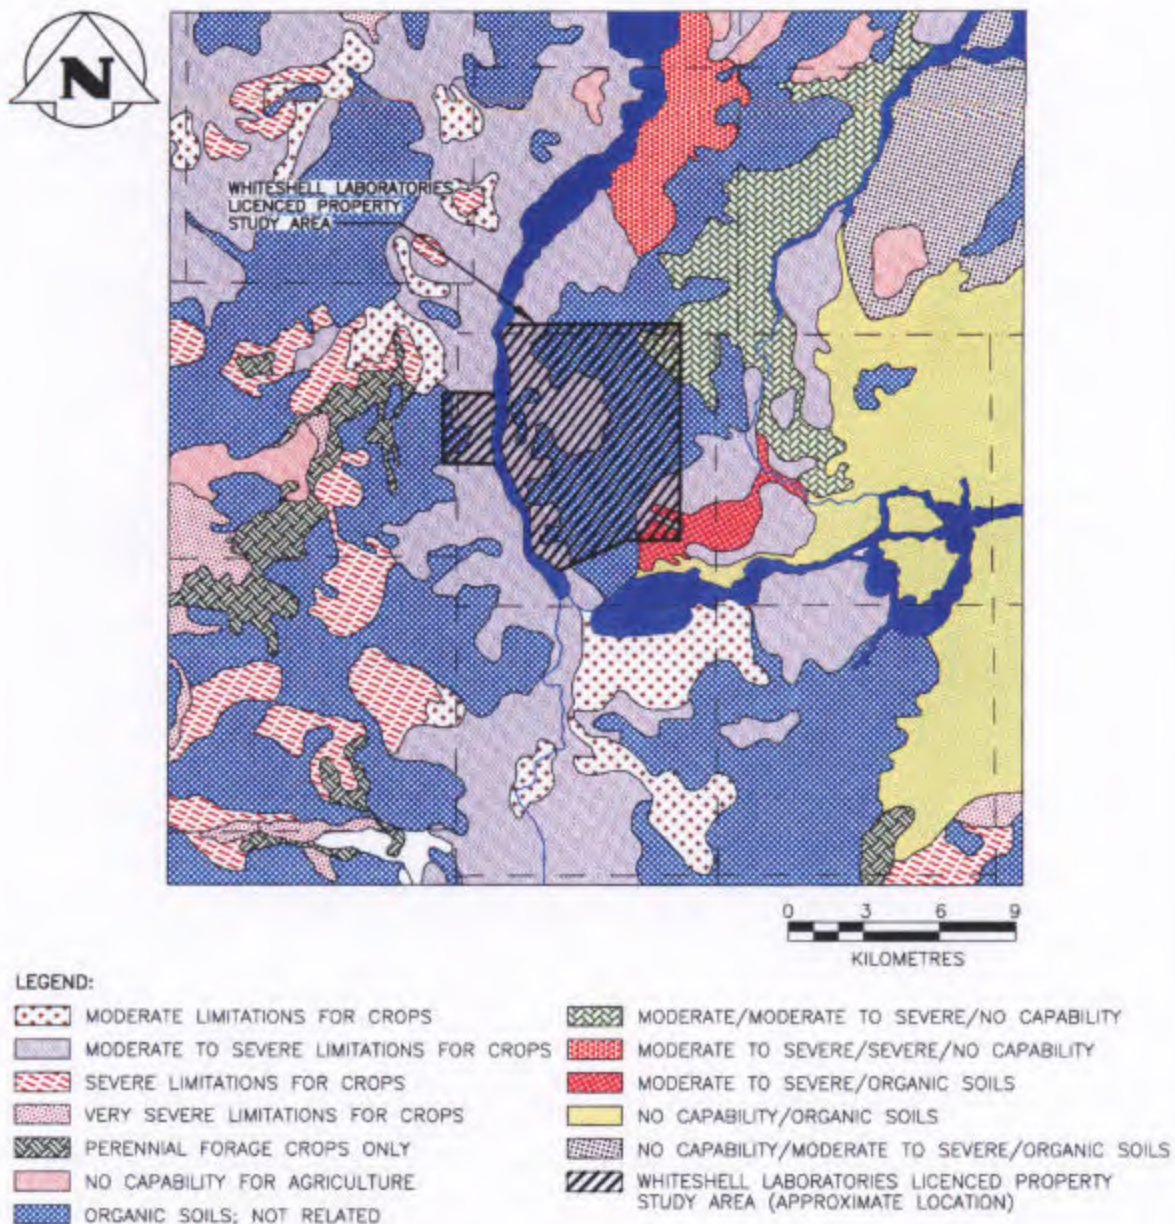 N
WHITESHELL LABORATORIES
LICENCED PROPERTY
STUDY AREA
0 3 6 9
KILOMETRES
LEGEND:
MODERATE LIMITATIONS FOR CROPS
MODERATE TO SEVERE LIMITATIONS FOR CROPS
SEVERE LIMITATIONS FOR CROPS
VERY SEVERE LIMITATIONS FOR CROPS
PERENNIAL FORAGE CROPS ONLY
NO CAPABILITY FOR AGRICULTURE
ORGANIC SOILS; NOT RELATED
MODERATE/MODERATE TO SEVERE/NO CAPABILITY
MODERATE TO SEVERE/SEVERE/NO CAPABILITY
MODERATE TO SEVERE/ORGANIC SOILS
NO CAPABILITY/ORGANIC SOILS
NO CAPABILITY/MODERATE TO SEVERE/ORGANIC SOILS
WHITESHELL LABORATORIES LICENCED PROPERTY
STUDY AREA (APPROXIMATE LOCATION)